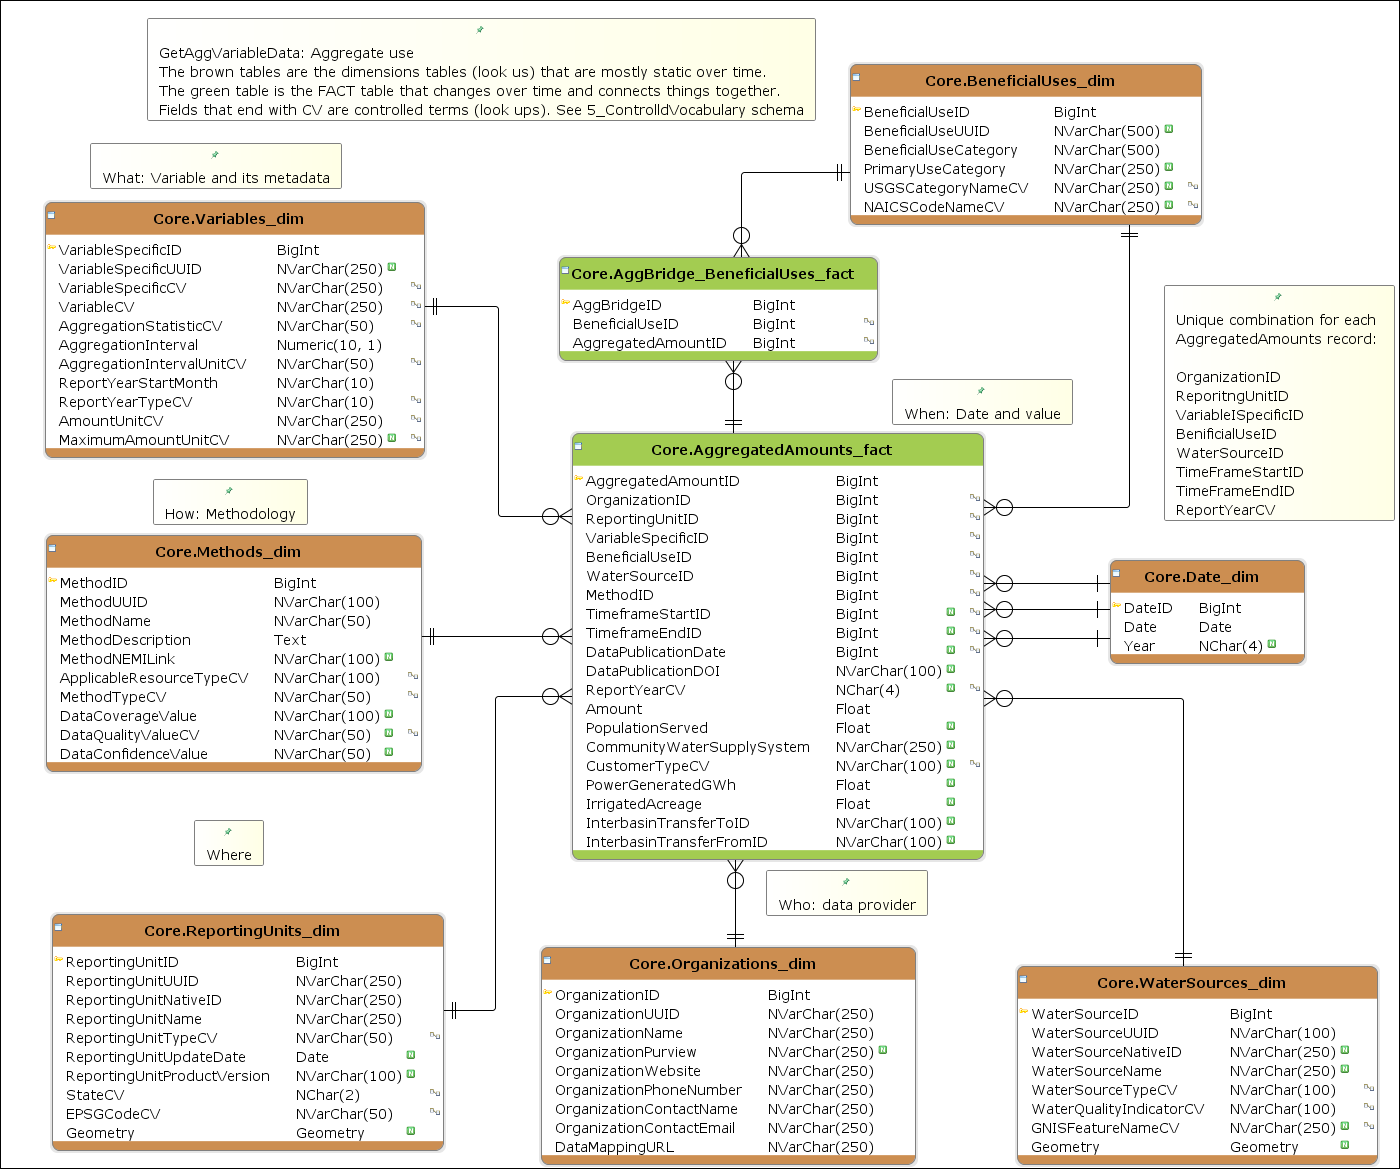 GetAggVariableData: Aggregate use
The brown tables are the dimensions tables (look us) that are mostly static over time.
The green table is the FACT table that changes over time and connects things together.
Fields that end with CV are controlled terms (look ups). See 5_ControlldVocabulary schema
Core.BeneficialUses_dim
BeneficialUseID BigInt
BeneficialUseUUID NVarChar(500) N
BeneficialUseCategory NVarChar(500)
PrimaryUseCategory NVarChar(250) N
USGSCategoryNameCV NVarChar(250) N
NAICSCodeNameCV NVarChar(250) N
What: Variable and its metadata
Core.Variables_dim
VariableSpecificID BigInt
VariableSpecificUUID NVarChar(250) N
VariableSpecificCV NVarChar(250)
VariableCV NVarChar(250)
AggregationStatisticCV NVarChar(50)
AggregationInterval Numeric(10, 1)
AggregationIntervalUnitCV NVarChar(50)
ReportYearStartMonth NVarChar(10)
ReportYearTypeCV NVarChar(10)
AmountUnitCV NVarChar(250)
MaximumAmountUnitCV NVarChar(250) N
Core.AggBridge_BeneficialUses_fact
AggBridgeID BigInt
BeneficialUseID BigInt
AggregatedAmountID BigInt
Unique combination for each
AggregatedAmounts record:
OrganizationID
ReporitngUnitID
VariableISpecificID
BenificialUseID
WaterSourceID
TimeFrameStartID
TimeFrameEndID
ReportYearCV
When: Date and value
Core.AggregatedAmounts_fact
AggregatedAmountID BigInt
OrganizationID BigInt
ReportingUnitID BigInt
VariableSpecificID BigInt
BeneficialUseID BigInt
WaterSourceID BigInt
MethodID BigInt
TimeframeStartID BigInt N
TimeframeEndID BigInt N
DataPublicationDate BigInt N
DataPublicationDOI NVarChar(100) N
ReportYearCV NChar(4) N
Amount Float
PopulationServed Float N
CommunityWaterSupplySystem NVarChar(250) N
CustomerTypeCV NVarChar(100) N
PowerGeneratedGWh Float N
IrrigatedAcreage Float N
InterbasinTransferToID NVarChar(100) N
InterbasinTransferFromID NVarChar(100) N
How: Methodology
Core.Methods_dim
MethodID BigInt
MethodUUID NVarChar(100)
MethodName NVarChar(50)
MethodDescription Text
MethodNEMILink NVarChar(100) N
ApplicableResourceTypeCV NVarChar(100)
MethodTypeCV NVarChar(50)
DataCoverageValue NVarChar(100) N
DataQualityValueCV NVarChar(50) N
DataConfidenceValue NVarChar(50) N
Core.Date_dim
DateID BigInt
Date Date
Year NChar(4) N
Where
Core.ReportingUnits_dim
ReportingUnitID BigInt
ReportingUnitUUID NVarChar(250)
ReportingUnitNativeID NVarChar(250)
ReportingUnitName NVarChar(250)
ReportingUnitTypeCV NVarChar(50)
ReportingUnitUpdateDate Date N
ReportingUnitProductVersion NVarChar(100) N
StateCV NChar(2)
EPSGCodeCV NVarChar(50)
Geometry Geometry N
Who: data provider
Core.Organizations_dim
OrganizationID BigInt
OrganizationUUID NVarChar(250)
OrganizationName NVarChar(250)
OrganizationPurview NVarChar(250) N
OrganizationWebsite NVarChar(250)
OrganizationPhoneNumber NVarChar(250)
OrganizationContactName NVarChar(250)
OrganizationContactEmail NVarChar(250)
DataMappingURL NVarChar(250)
Core.WaterSources_dim
WaterSourceID BigInt
WaterSourceUUID NVarChar(100)
WaterSourceNativeID NVarChar(250) N
WaterSourceName NVarChar(250) N
WaterSourceTypeCV NVarChar(100)
WaterQualityIndicatorCV NVarChar(100)
GNISFeatureNameCV NVarChar(250) N
Geometry Geometry N